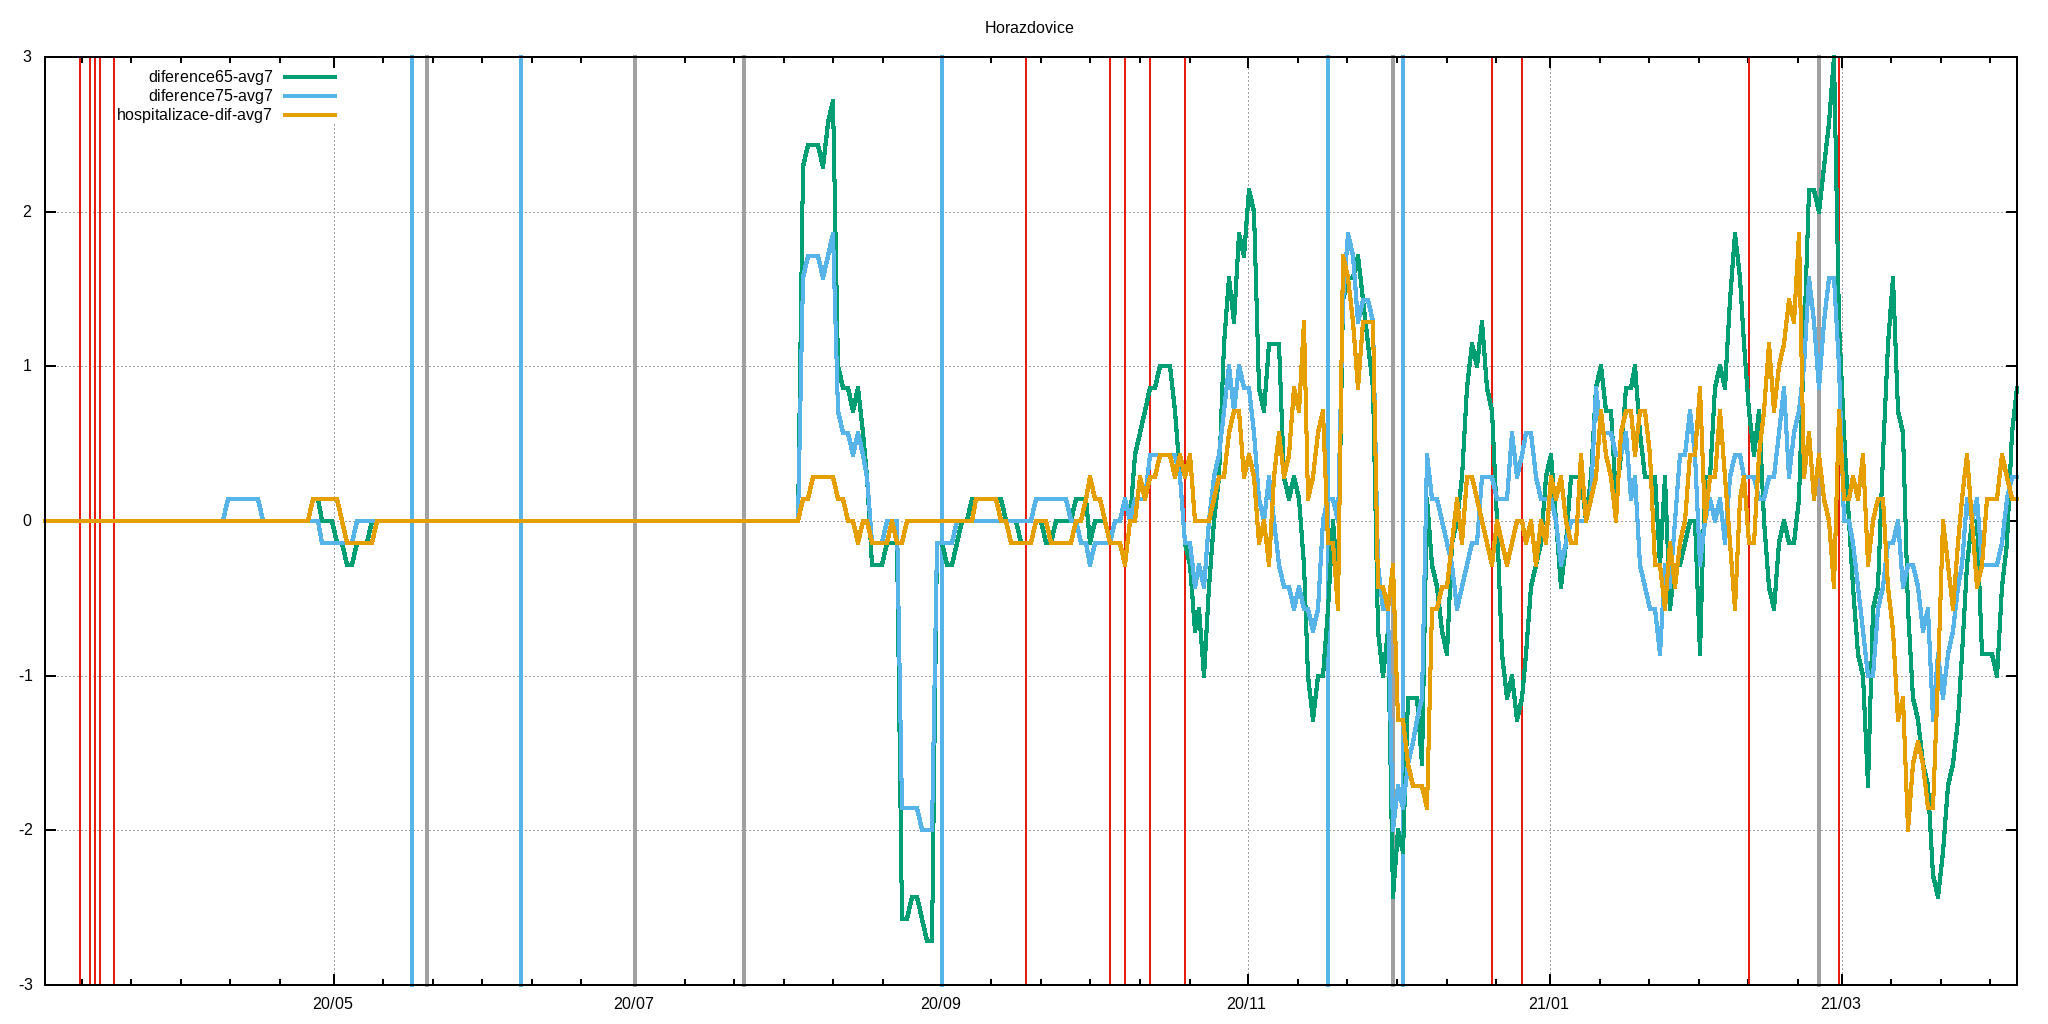 Horazdovice
3
diference65-avg7
diference75-avg7
hospitalizace-dif-avg7
2
1
0
-1
-2
-3
20/05 20/07 20/09 20/11 21/01 21/03